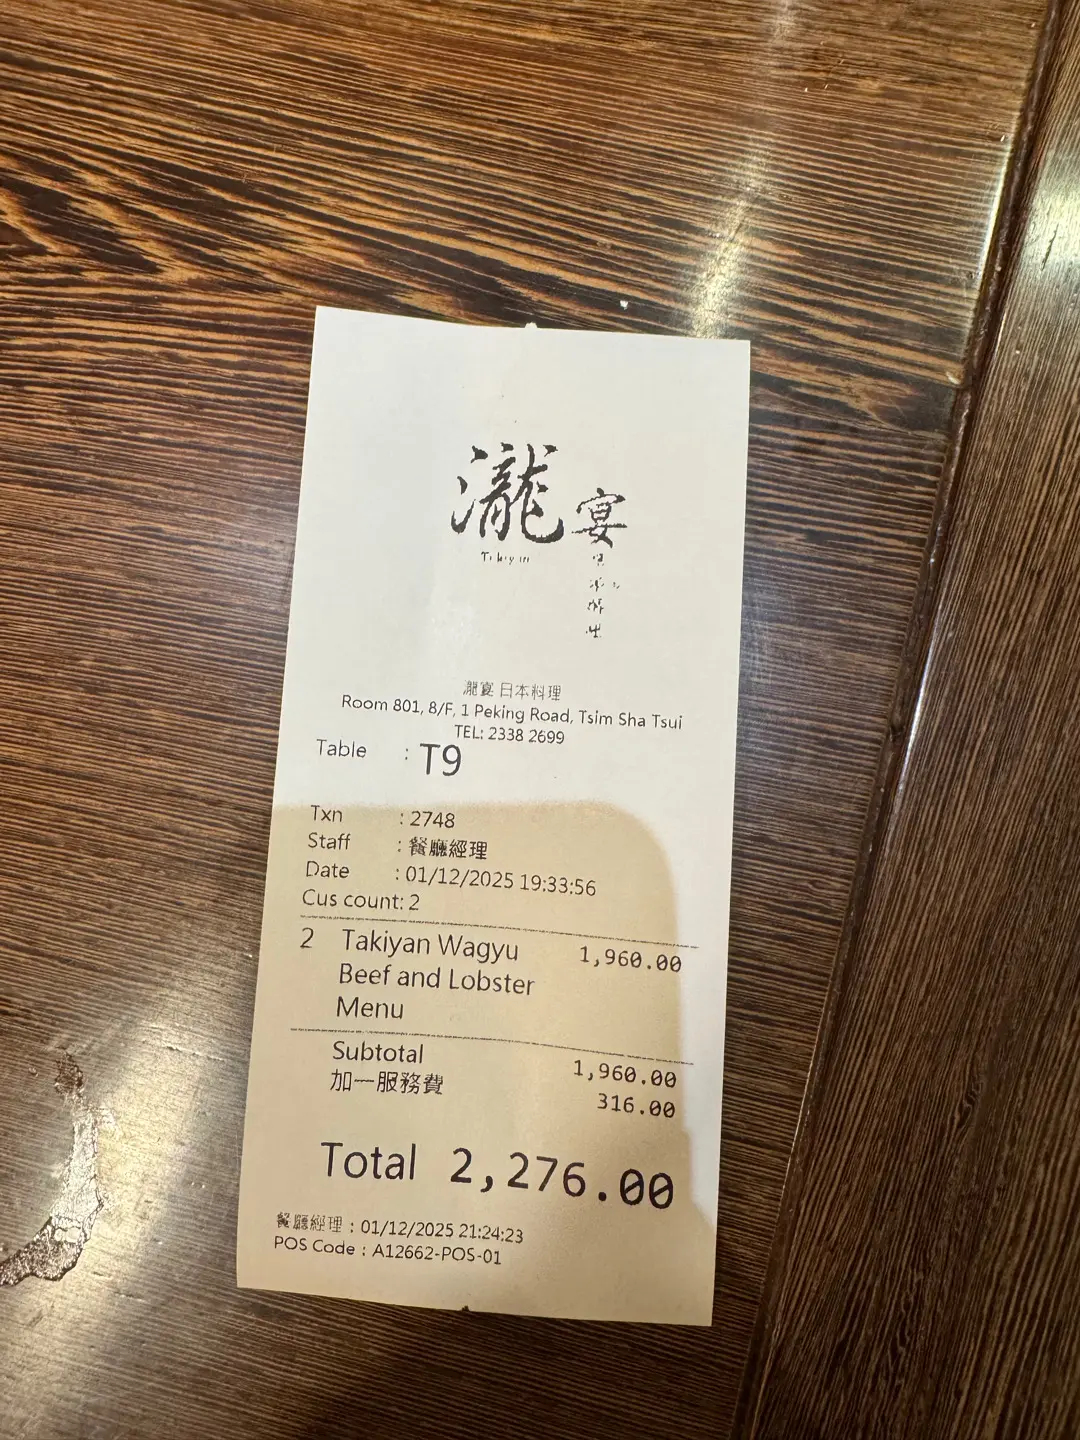 瀧宴
Takiyan
瀧宴 日本料理
Room 801, 8/F, 1 Peking Road, Tsim Sha Tsui
TEL: 2338 2699
Table : T9
Txn : 2748
Staff : 餐廳經理
Date : 01/12/2025 19:33:56
Cus count: 2
2 Takiyan Wagyu 1,960.00
Beef and Lobster
Menu
Subtotal 1,960.00
加一服務費 316.00
Total 2,276.00
餐廳經理 : 01/12/2025 21:24:23
POS Code : A12662-POS-01